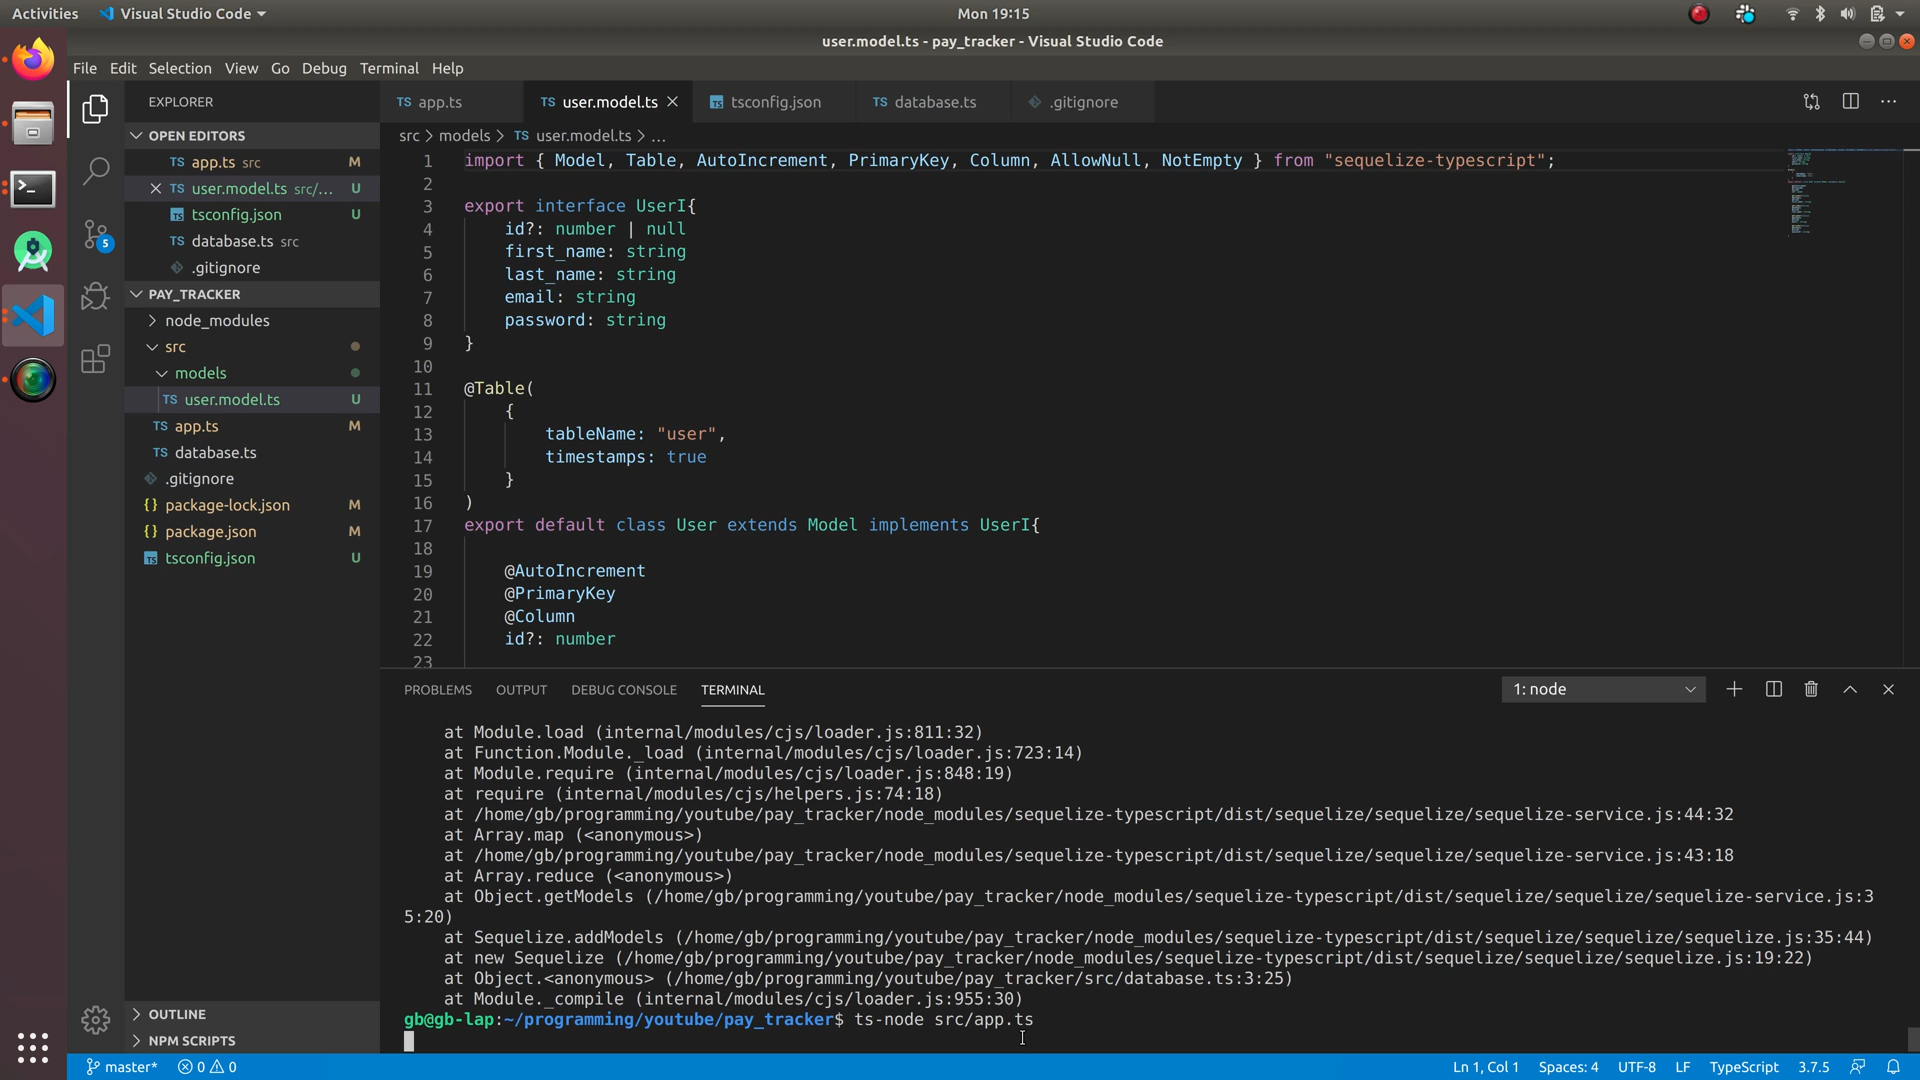 Activities
Visual Studio Code
Mon 19:15
user.model.ts - pay_tracker - Visual Studio Code
File Edit Selection View Go Debug Terminal Help
EXPLORER
OPEN EDITORS
TS app.ts src M
TS user.model.ts src/... U
TS tsconfig.json U
TS database.ts src
.gitignore
PAY_TRACKER
node_modules
src
models
TS user.model.ts U
TS app.ts M
TS database.ts
.gitignore
{} package-lock.json M
{} package.json M
TS tsconfig.json U
OUTLINE
NPM SCRIPTS
5
TS app.ts
TS user.model.ts
TS tsconfig.json
TS database.ts
.gitignore
src > models > TS user.model.ts > ...
1 import { Model, Table, AutoIncrement, PrimaryKey, Column, AllowNull, NotEmpty } from "sequelize-typescript";
2
3 export interface UserI{
4 id?: number | null
5 first_name: string
6 last_name: string
7 email: string
8 password: string
9 }
10
11 @Table(
12 {
13 tableName: "user",
14 timestamps: true
15 }
16 )
17 export default class User extends Model implements UserI{
18
19 @AutoIncrement
20 @PrimaryKey
21 @Column
22 id?: number
23
PROBLEMS OUTPUT DEBUG CONSOLE TERMINAL
1: node
at Module.load (internal/modules/cjs/loader.js:811:32)
at Function.Module._load (internal/modules/cjs/loader.js:723:14)
at Module.require (internal/modules/cjs/loader.js:848:19)
at require (internal/modules/cjs/helpers.js:74:18)
at /home/gb/programming/youtube/pay_tracker/node_modules/sequelize-typescript/dist/sequelize/sequelize/sequelize-service.js:44:32
at Array.map (<anonymous>)
at /home/gb/programming/youtube/pay_tracker/node_modules/sequelize-typescript/dist/sequelize/sequelize/sequelize-service.js:43:18
at Array.reduce (<anonymous>)
at Object.getModels (/home/gb/programming/youtube/pay_tracker/node_modules/sequelize-typescript/dist/sequelize/sequelize/sequelize-service.js:3
5:20)
at Sequelize.addModels (/home/gb/programming/youtube/pay_tracker/node_modules/sequelize-typescript/dist/sequelize/sequelize/sequelize.js:35:44)
at new Sequelize (/home/gb/programming/youtube/pay_tracker/node_modules/sequelize-typescript/dist/sequelize/sequelize/sequelize.js:19:22)
at Object.<anonymous> (/home/gb/programming/youtube/pay_tracker/src/database.ts:3:25)
at Module._compile (internal/modules/cjs/loader.js:955:30)
gb@gb-lap:~/programming/youtube/pay_tracker$ ts-node src/app.ts
master* 0 0
Ln 1, Col 1 Spaces: 4 UTF-8 LF TypeScript 3.7.5